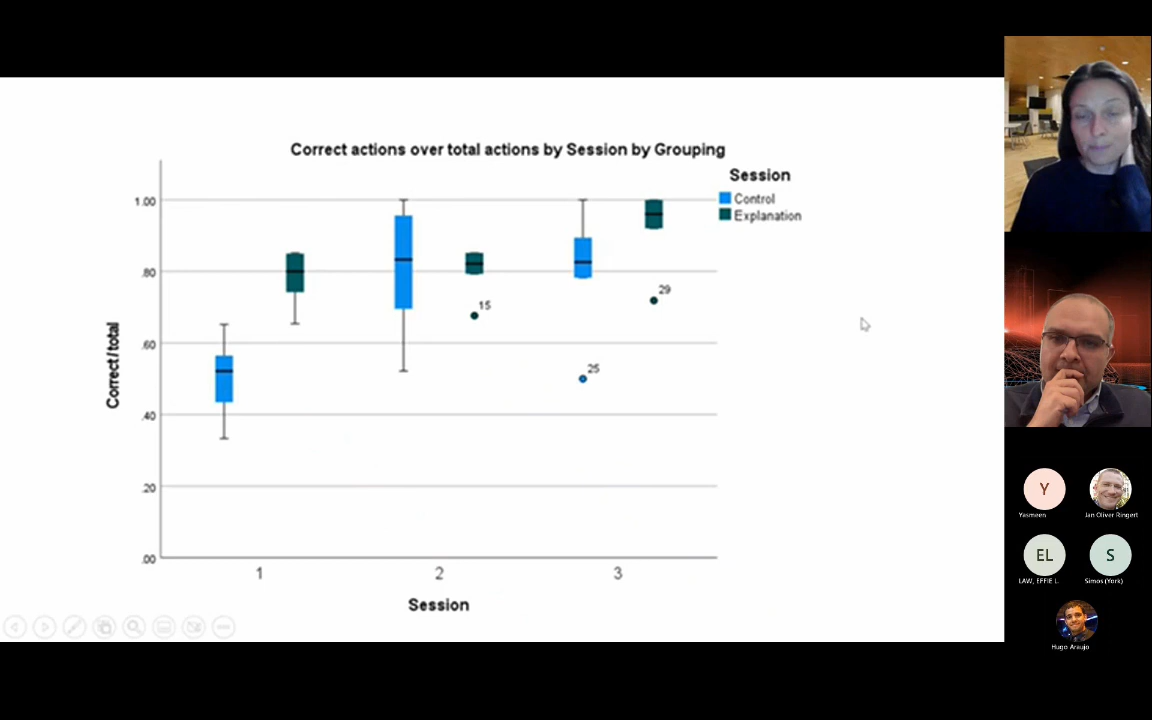 Correct actions over total actions by Session by Grouping
Session
Control
Explanation
Correct/total
1.00
.80
.60
.40
.20
.00
15
25
29
1
2
3
Session
Y
Yasmeen
Jan Oliver Ringert
EL
LAW, EFFIE L.
S
Simos (York)
Hugo Araujo